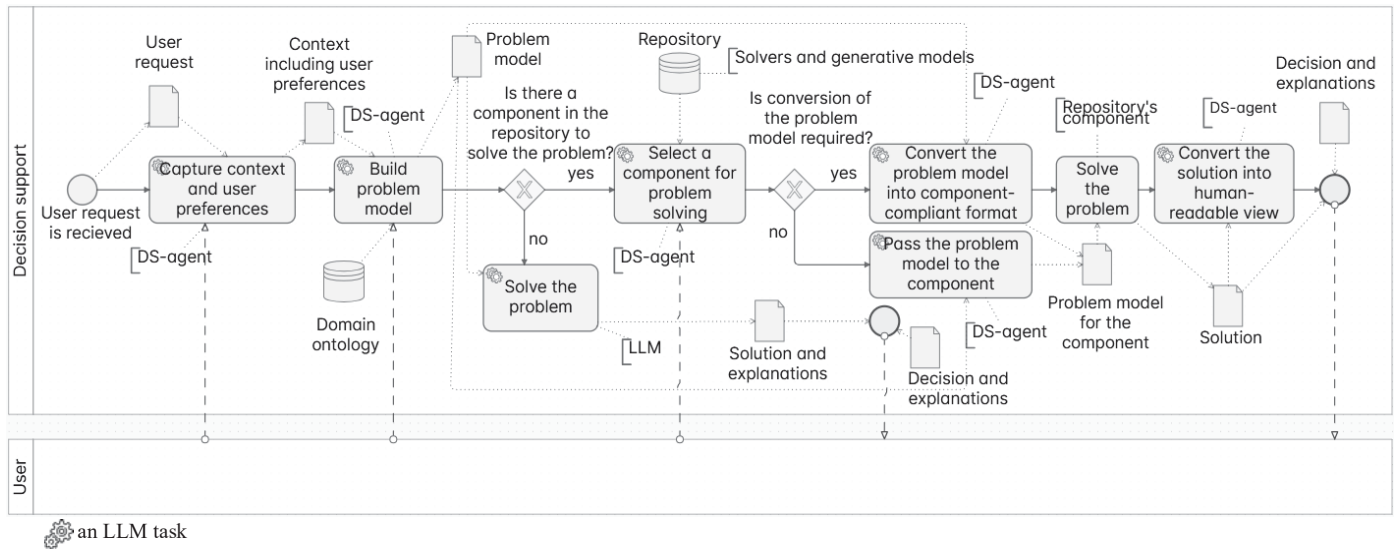 Decision support
User request
is recieved
User
request
Capture context
and user
preferences
DS-agent
Context
including user
preferences
DS-agent
Build
problem
model
Domain
ontology
Problem
model
Is there a
component in the
repository to
solve the problem?
yes
no
Solve the
problem
LLM
Repository
Solvers and generative models
Select a
component for
problem
solving
DS-agent
Solution and
explanations
Is conversion of
the problem
model required?
yes
no
DS-agent
Convert the
problem model
into component-
compliant format
Pass the problem
model to the
component
DS-agent
Decision and
explanations
Repository's
component
Solve
the
problem
Problem model
for the
component
DS-agent
Convert the
solution into
human-
readable view
Solution
Decision and
explanations
User
an LLM task